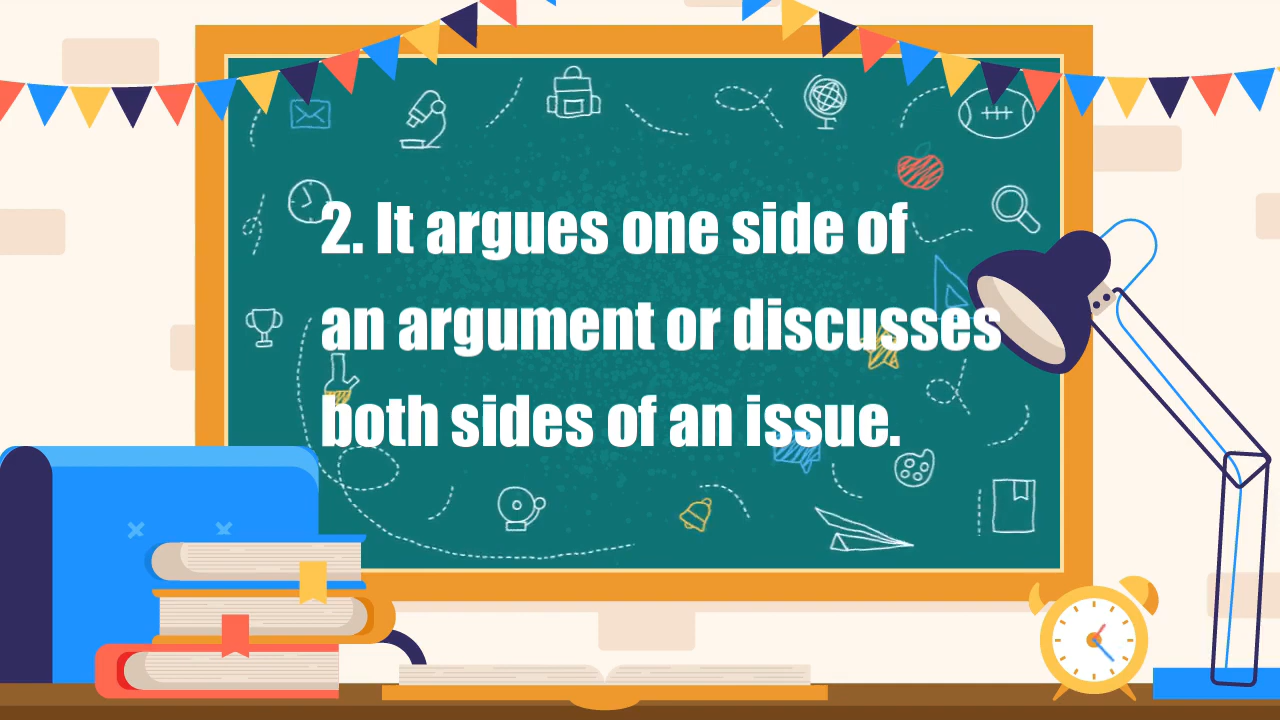 2. It argues one side of
an argument or discusses
both sides of an issue.